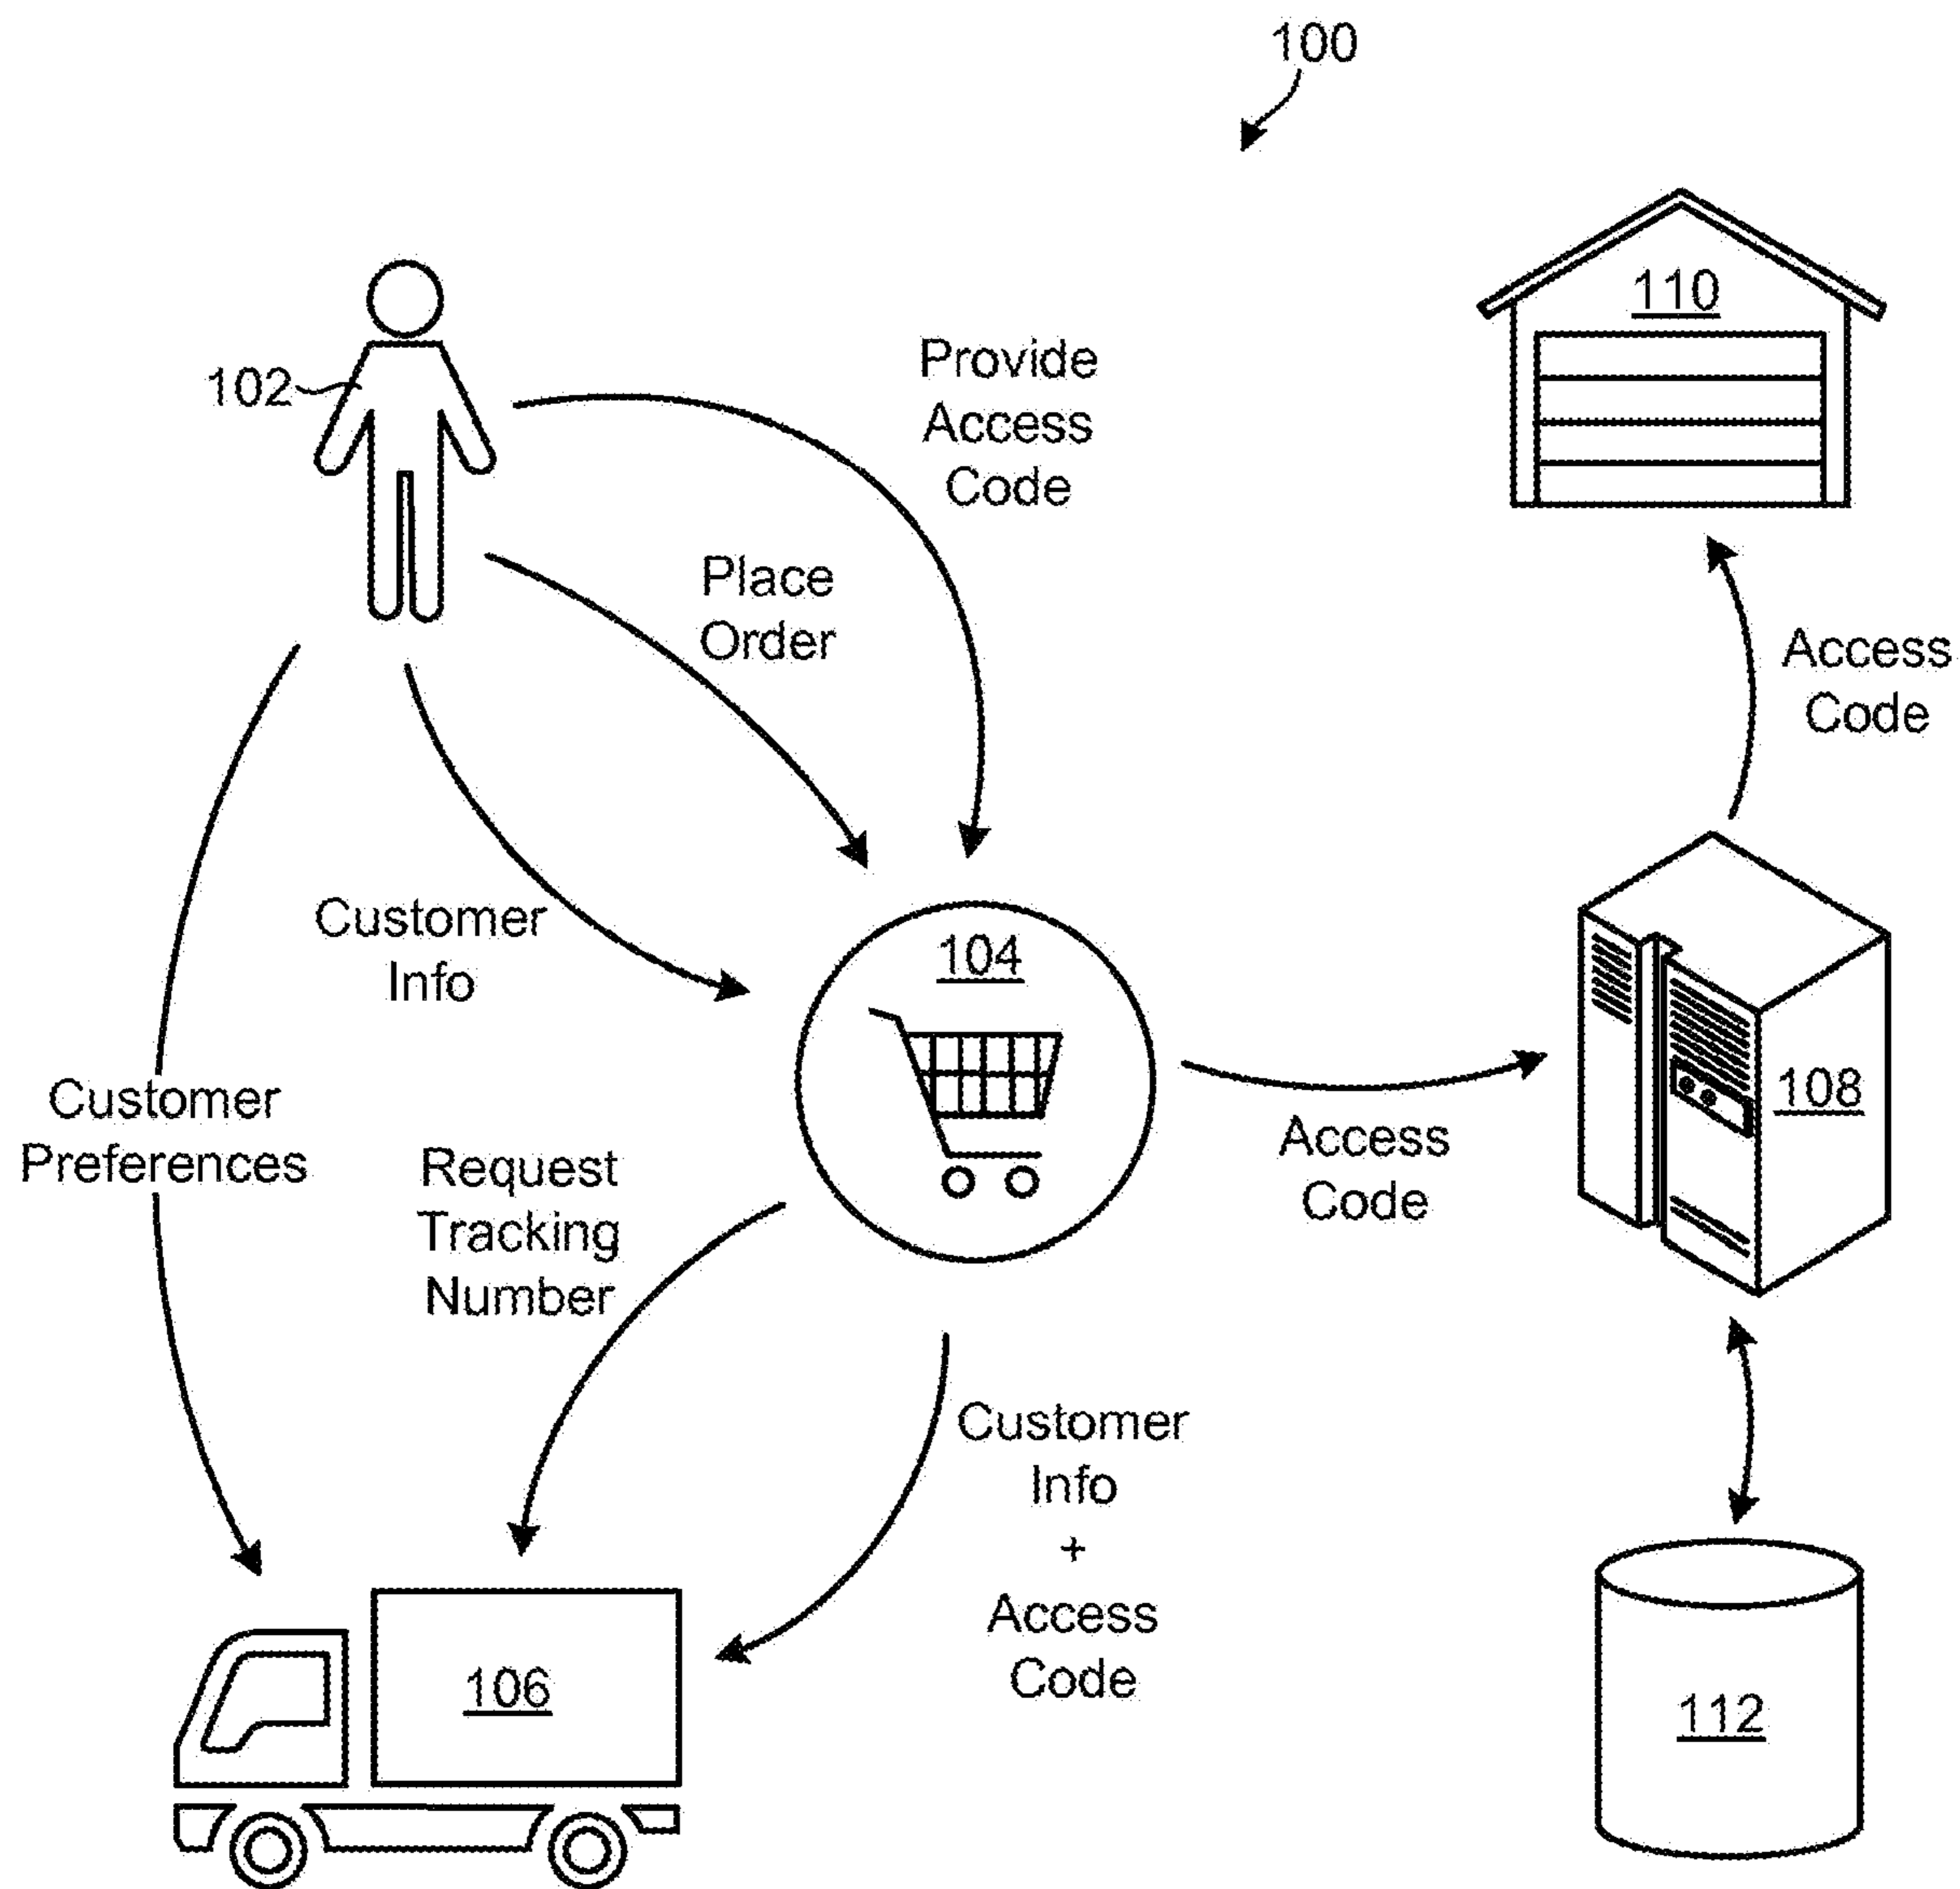 100
110
102
Provide
Access
Code
Place
Order
Access
Code
Customer
Info
104
108
Customer
Preferences
Access
Code
Request
Tracking
Number
Customer
Info
+
Access
Code
106
112